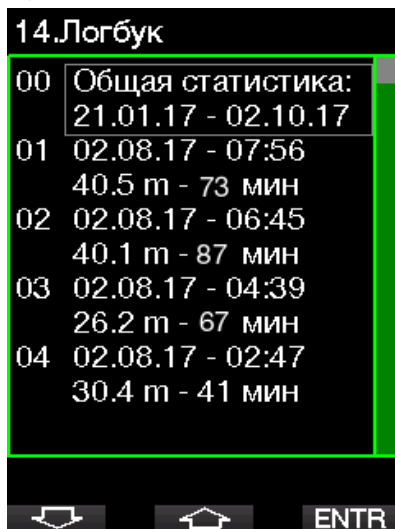 14.Логбук
00 Общая статистика:
21.01.17 - 02.10.17
01 02.08.17 - 07:56
40.5 m - 73 мин
02 02.08.17 - 06:45
40.1 m - 87 мин
03 02.08.17 - 04:39
26.2 m - 67 мин
04 02.08.17 - 02:47
30.4 m - 41 мин
ENTR